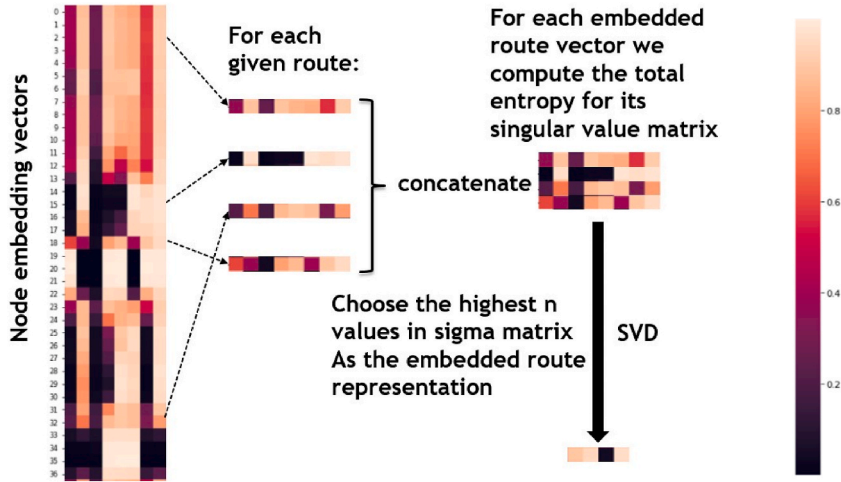 Node embedding vectors
0
1
2
3
4
5
6
7
8
9
10
11
12
13
14
15
16
17
18
19
20
21
22
23
24
25
26
27
28
29
30
31
32
33
34
35
36
For each
given route:
concatenate
For each embedded
route vector we
compute the total
entropy for its
singular value matrix
Choose the highest n
values in sigma matrix
As the embedded route
representation
SVD
0.8
0.6
0.4
0.2